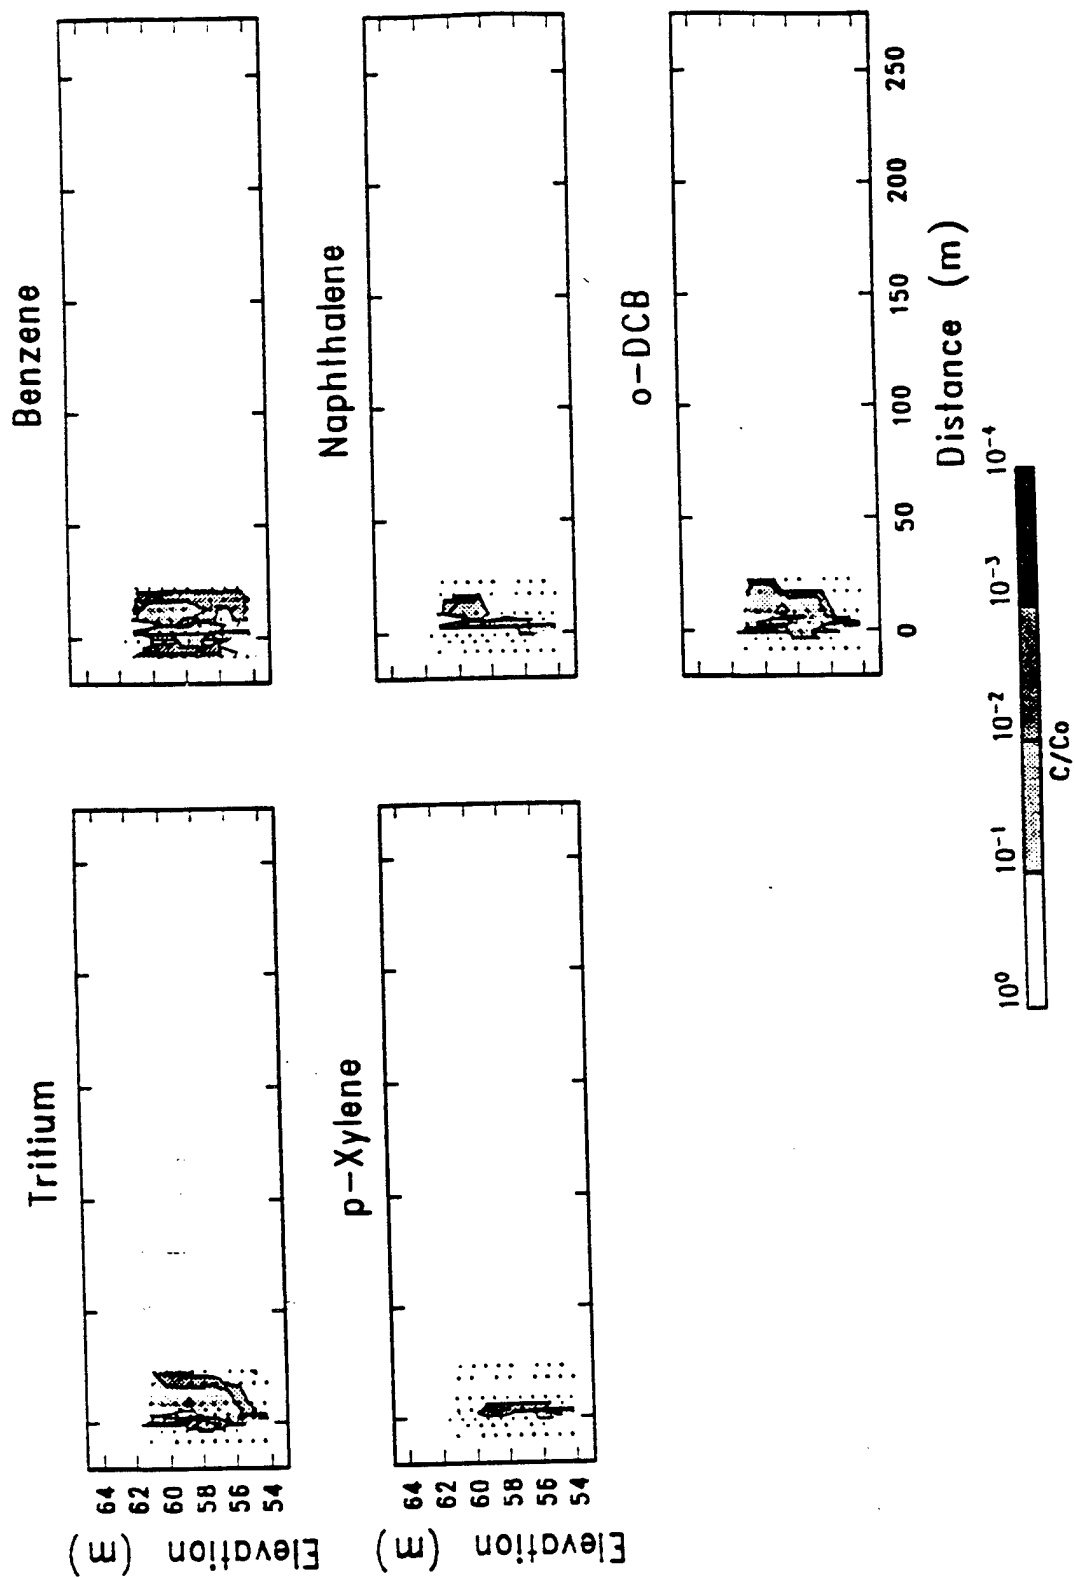 Tritium
Benzene
Elevation (m)
64
62
60
58
56
54
p-Xylene
Naphthalene
Elevation (m)
64
62
60
58
56
54
o-DCB
0
50
100
150
200
250
Distance (m)
10⁰
10⁻¹
10⁻²
10⁻³
10⁻⁴
C/Co